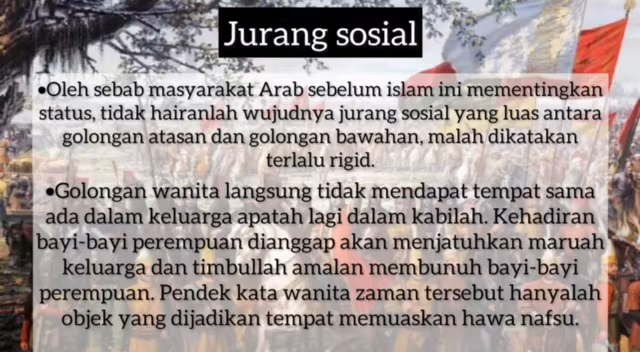 Jurang sosial
•Oleh sebab masyarakat Arab sebelum islam ini mementingkan
status, tidak hairanlah wujudnya jurang sosial yang luas antara
golongan atasan dan golongan bawahan, malah dikatakan
terlalu rigid.
•Golongan wanita langsung tidak mendapat tempat sama
ada dalam keluarga apatah lagi dalam kabilah. Kehadiran
bayi-bayi perempuan dianggap akan menjatuhkan maruah
keluarga dan timbullah amalan membunuh bayi-bayi
perempuan. Pendek kata wanita zaman tersebut hanyalah
objek yang dijadikan tempat memuaskan hawa nafsu.